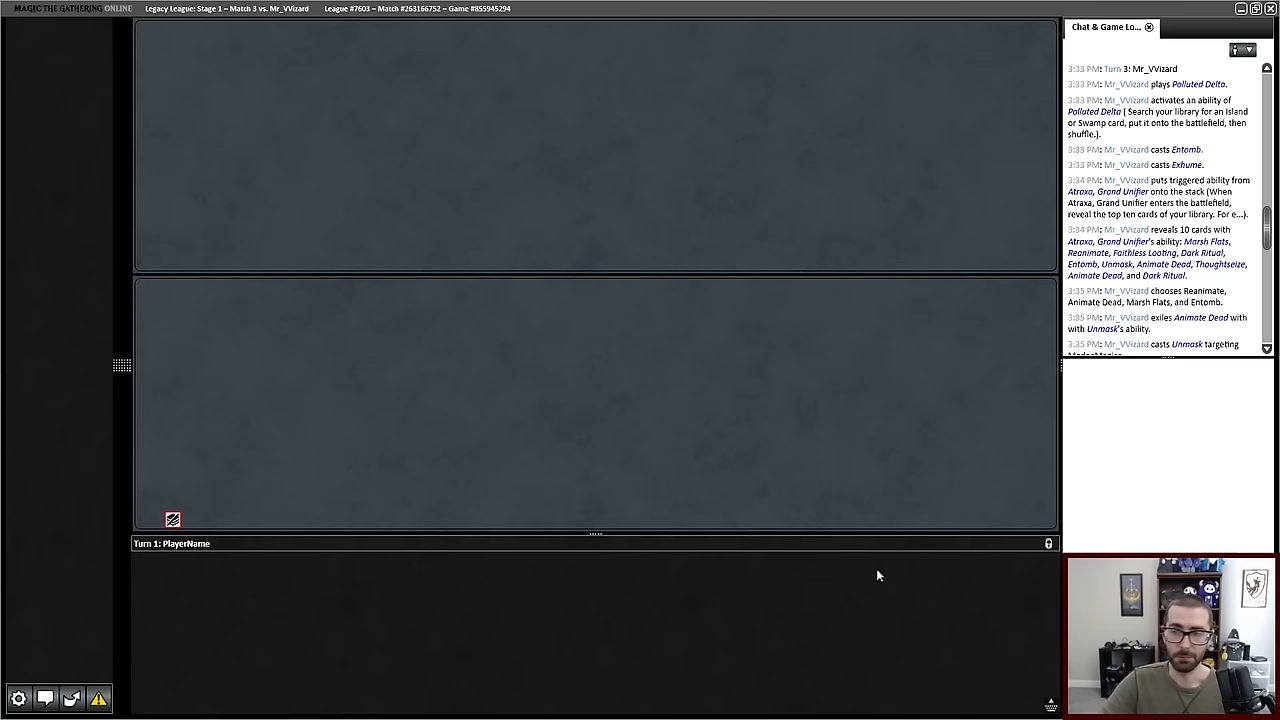 MAGIC THE GATHERING ONLINE Legacy League: Stage 1 – Match 3 vs. Mr_VVizard League #7603 – Match #263166752 – Game #855945294
Chat & Game Lo...
3:33 PM: Turn 3: Mr_VVizard
3:33 PM: Mr_VVizard plays Polluted Delta.
3:33 PM: Mr_VVizard activates an ability of
Polluted Delta ( Search your library for an Island
or Swamp card, put it onto the battlefield, then
shuffle.).
3:33 PM: Mr_VVizard casts Entomb.
3:33 PM: Mr_VVizard casts Exhume.
3:34 PM: Mr_VVizard puts triggered ability from
Atraxa, Grand Unifier onto the stack (When
Atraxa, Grand Unifier enters the battlefield,
reveal the top ten cards of your library. For e...).
3:34 PM: Mr_VVizard reveals 10 cards with
Atraxa, Grand Unifier's ability: Marsh Flats,
Reanimate, Faithless Looting, Dark Ritual,
Entomb, Unmask, Animate Dead, Thoughtseize,
Animate Dead, and Dark Ritual.
3:35 PM: Mr_VVizard chooses Reanimate,
Animate Dead, Marsh Flats, and Entomb.
3:35 PM: Mr_VVizard exiles Animate Dead with
with Unmask's ability.
3:35 PM: Mr_VVizard casts Unmask targeting
Turn 1: PlayerName